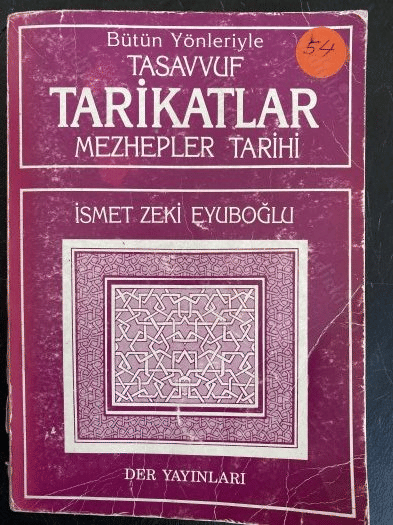 Bütün Yönleriyle
54
TASAVVUF
TARİKATLAR
MEZHEPLER TARİHİ
İSMET ZEKİ EYUBOĞLU
DER YAYINLARI